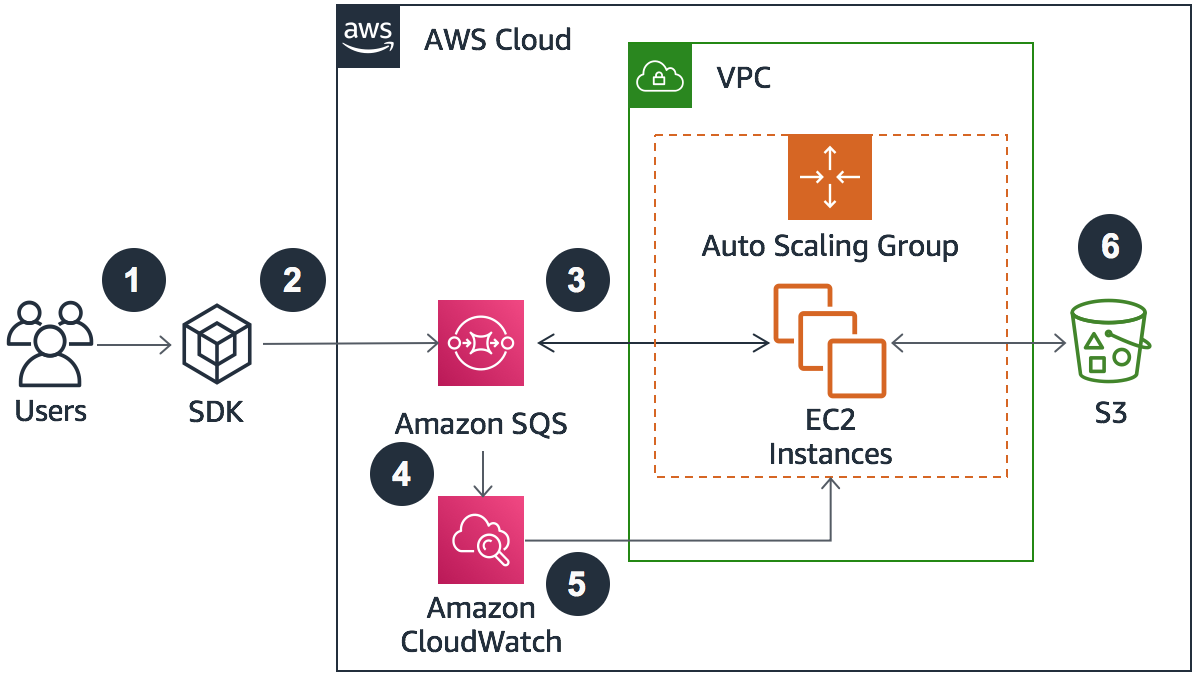 aws
AWS Cloud
VPC
Auto Scaling Group
1
2
3
6
Users
SDK
Amazon SQS
EC2
Instances
S3
4
5
Amazon
CloudWatch